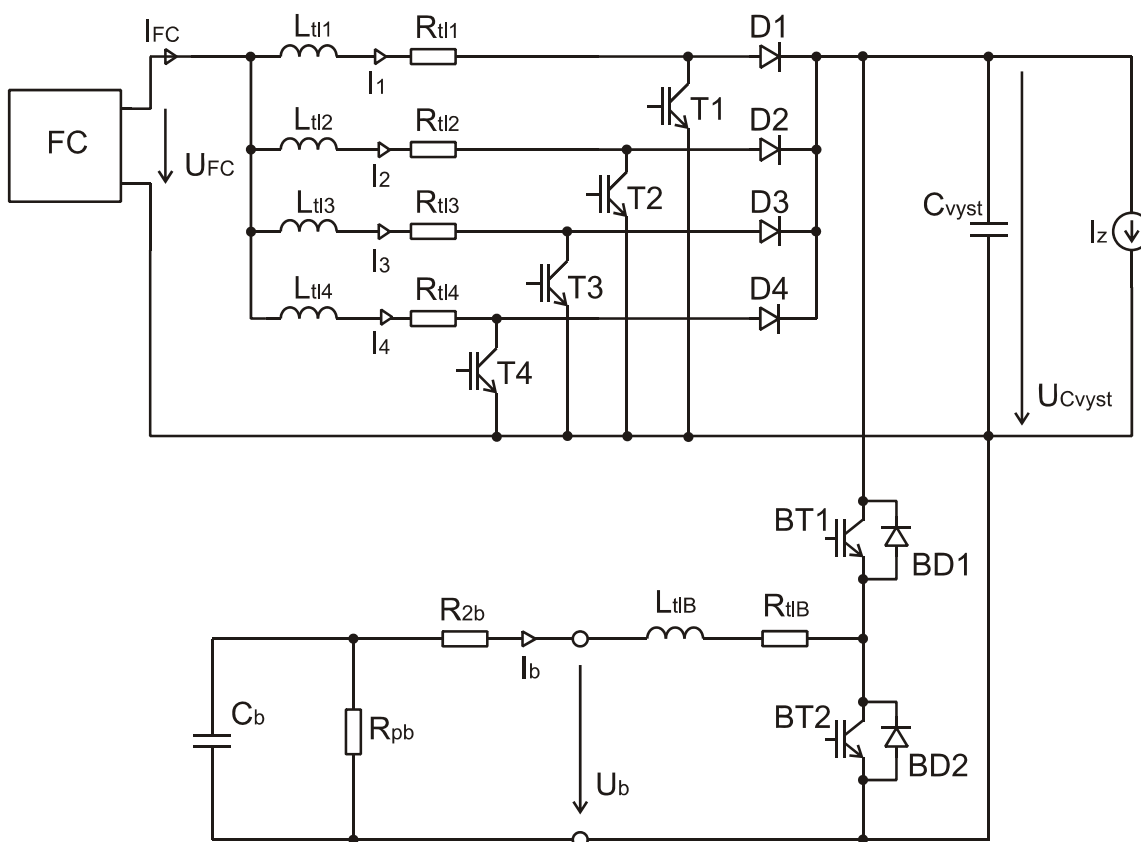 IFC
Ltl1
I1
Rtl1
D1
T1
FC
UFC
Ltl2
I2
Rtl2
D2
T2
Ltl3
I3
Rtl3
D3
T3
Ltl4
I4
Rtl4
D4
T4
Cvyst
Iz
UCvyst
BT1
BD1
R2b
Ib
LtlB
RtlB
Cb
Rpb
Ub
BT2
BD2